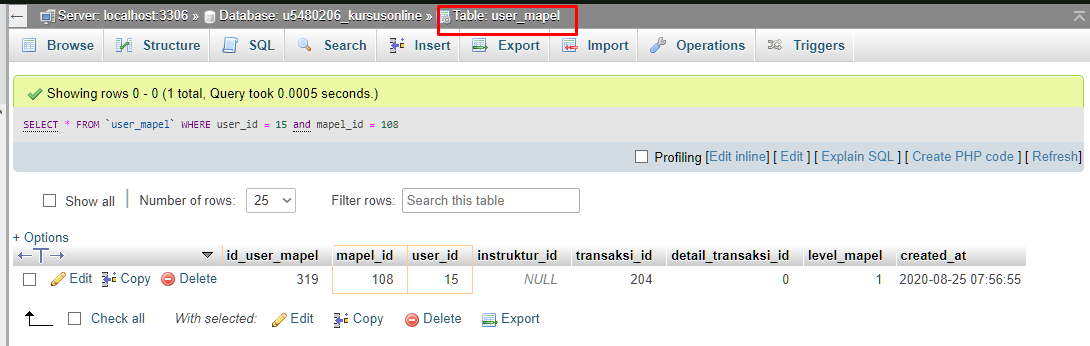 Server: localhost:3306 » Database: u5480206_kursusonline » Table: user_mapel
Browse Structure SQL Search Insert Export Import Operations Triggers
Showing rows 0 - 0 (1 total, Query took 0.0005 seconds.)
SELECT * FROM `user_mapel` WHERE user_id = 15 and mapel_id = 108
Profiling [Edit inline] [ Edit ] [ Explain SQL ] [ Create PHP code ] [ Refresh]
Show all Number of rows: 25 Filter rows: Search this table
+ Options
id_user_mapel mapel_id user_id instruktur_id transaksi_id detail_transaksi_id level_mapel created_at
Edit Copy Delete 319 108 15 NULL 204 0 1 2020-08-25 07:56:55
Check all With selected: Edit Copy Delete Export